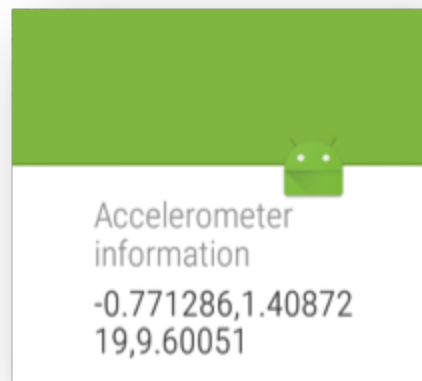 Accelerometer
information
-0.771286,1.40872
19,9.60051